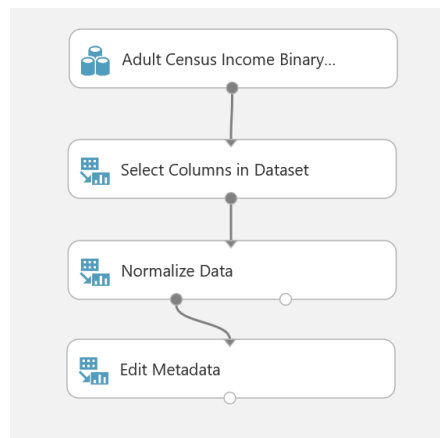 Adult Census Income Binary...
Select Columns in Dataset
Normalize Data
Edit Metadata